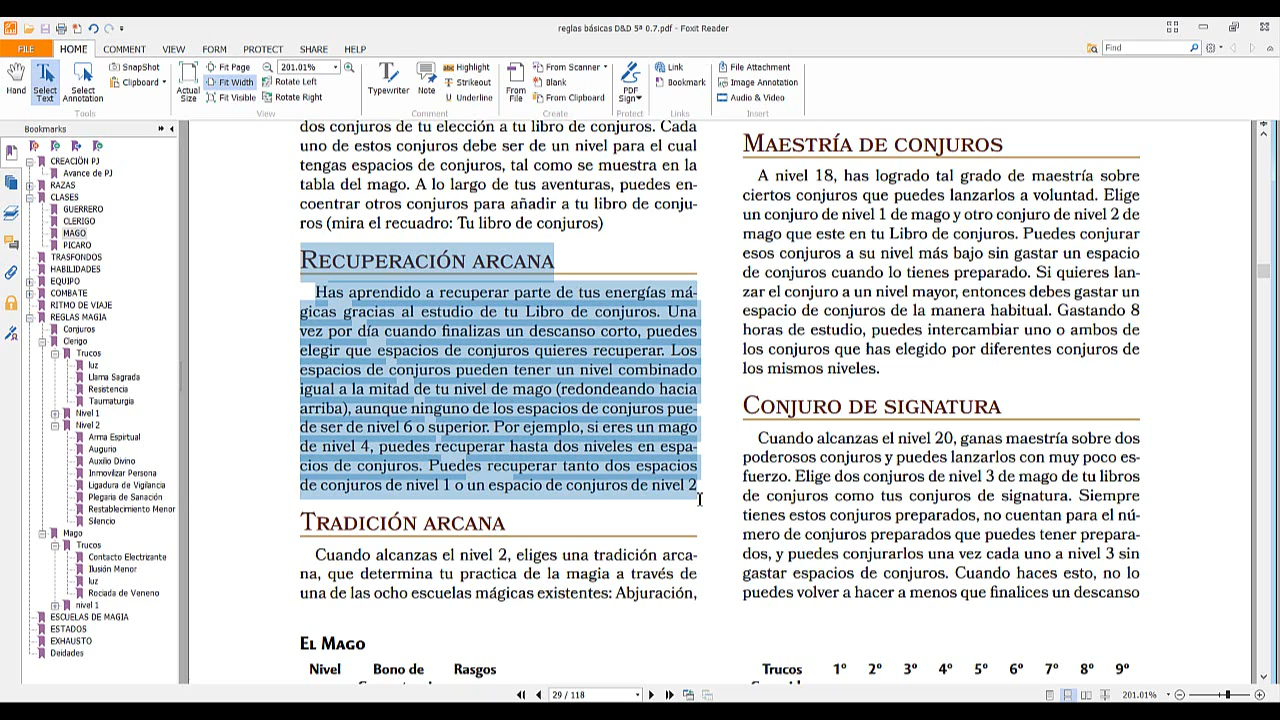 reglas básicas D&D 5ª 0.7.pdf - Foxit Reader
FILE HOME COMMENT VIEW FORM PROTECT SHARE HELP
Find
Hand
Select
Text
Select
Annotation
SnapShot
Clipboard
Tools
Actual
Size
Fit Page
Fit Width
Fit Visible
201.01%
Rotate Left
Rotate Right
View
Typewriter
Note
Highlight
Strikeout
Underline
Comment
From
File
From Scanner
Blank
From Clipboard
Create
PDF
Sign
Protect
Link
Bookmark
Links
File Attachment
Image Annotation
Audio & Video
Insert
Bookmarks
CREACIÓN PJ
Avance de PJ
RAZAS
CLASES
GUERRERO
CLERIGO
MAGO
PICARO
TRASFONDOS
HABILIDADES
EQUIPO
COMBATE
RITMO DE VIAJE
REGLAS MAGIA
Conjuros
Clerigo
Trucos
luz
Llama Sagrada
Resistencia
Taumaturgia
Nivel 1
Nivel 2
Arma Espirtual
Augurio
Auxilio Divino
Inmovilizar Persona
Ligadura de Vigilancia
Plegaria de Sanación
Restablecimiento Menor
Silencio
Mago
Trucos
Contacto Electrizante
Ilusión Menor
luz
Rociada de Veneno
nivel 1
ESCUELAS DE MAGIA
ESTADOS
EXHAUSTO
Deidades
dos conjuros de tu elección a tu libro de conjuros. Cada
uno de estos conjuros debe ser de un nivel para el cual
tengas espacios de conjuros, tal como se muestra en la
tabla del mago. A lo largo de tus aventuras, puedes en-
coentrar otros conjuros para añadir a tu libro de conju-
ros (mira el recuadro: Tu libro de conjuros)
RECUPERACIÓN ARCANA
Has aprendido a recuperar parte de tus energías má-
gicas gracias al estudio de tu Libro de conjuros. Una
vez por día cuando finalizas un descanso corto, puedes
elegir que espacios de conjuros quieres recuperar. Los
espacios de conjuros pueden tener un nivel combinado
igual a la mitad de tu nivel de mago (redondeando hacia
arriba), aunque ninguno de los espacios de conjuros pue-
de ser de nivel 6 o superior. Por ejemplo, si eres un mago
de nivel 4, puedes recuperar hasta dos niveles en espa-
cios de conjuros. Puedes recuperar tanto dos espacios
de conjuros de nivel 1 o un espacio de conjuros de nivel 2
TRADICIÓN ARCANA
Cuando alcanzas el nivel 2, eliges una tradición arca-
na, que determina tu practica de la magia a través de
una de las ocho escuelas mágicas existentes: Abjuración,
MAESTRÍA DE CONJUROS
A nivel 18, has logrado tal grado de maestría sobre
ciertos conjuros que puedes lanzarlos a voluntad. Elige
un conjuro de nivel 1 de mago y otro conjuro de nivel 2 de
mago que este en tu Libro de conjuros. Puedes conjurar
esos conjuros a su nivel más bajo sin gastar un espacio
de conjuros cuando lo tienes preparado. Si quieres lan-
zar el conjuro a un nivel mayor, entonces debes gastar un
espacio de conjuros de la manera habitual. Gastando 8
horas de estudio, puedes intercambiar uno o ambos de
los conjuros que has elegido por diferentes conjuros de
los mismos niveles.
CONJURO DE SIGNATURA
Cuando alcanzas el nivel 20, ganas maestría sobre dos
poderosos conjuros y puedes lanzarlos con muy poco es-
fuerzo. Elige dos conjuros de nivel 3 de mago de tu libros
de conjuros como tus conjuros de signatura. Siempre
tienes estos conjuros preparados, no cuentan para el nú-
mero de conjuros preparados que puedes tener prepara-
dos, y puedes conjurarlos una vez cada uno a nivel 3 sin
gastar espacios de conjuros. Cuando haces esto, no lo
puedes volver a hacer a menos que finalices un descanso
EL MAGO
Nivel Bono de Rasgos Trucos 1º 2º 3º 4º 5º 6º 7º 8º 9º
29 / 118
201.01%